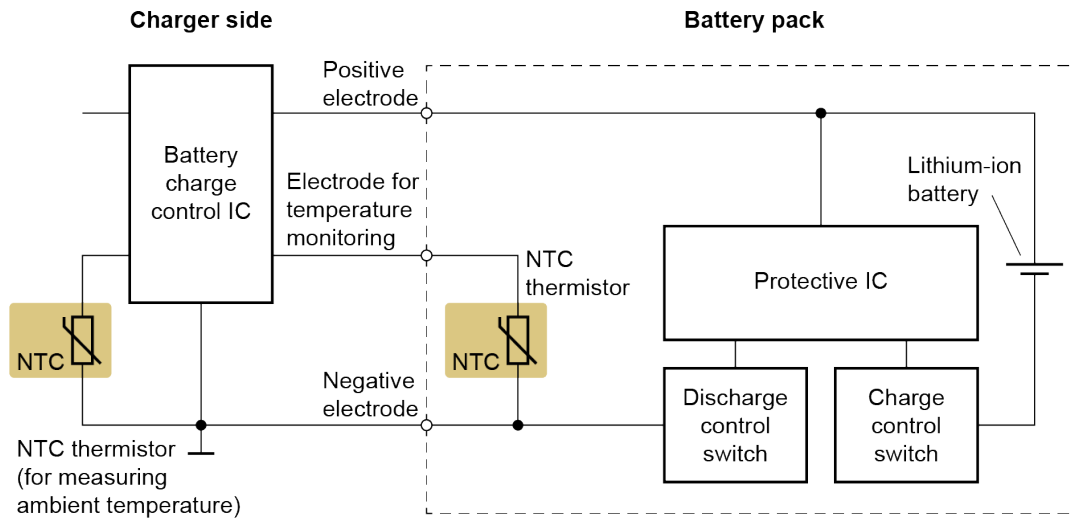 Charger side
Battery pack
Positive
electrode
Battery
charge
control IC
Electrode for
temperature
monitoring
Lithium-ion
battery
NTC
thermistor
Protective IC
NTC
NTC
Negative
electrode
Discharge
control
switch
Charge
control
switch
NTC thermistor
(for measuring
ambient temperature)